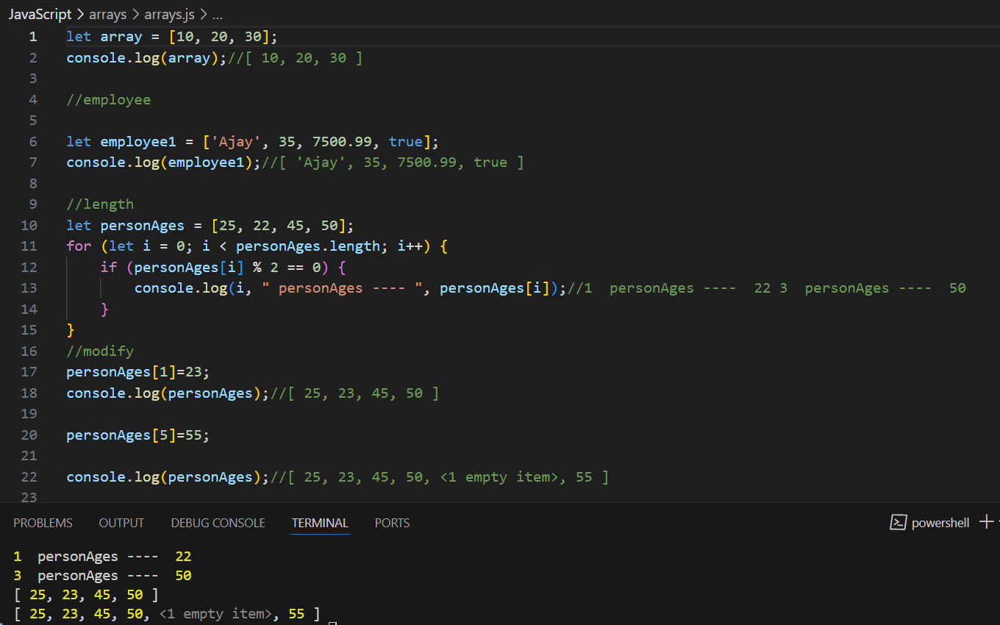 JavaScript > arrays > arrays.js > ...
1 let array = [10, 20, 30];
2 console.log(array);//[ 10, 20, 30 ]
3
4 //employee
5
6 let employee1 = ['Ajay', 35, 7500.99, true];
7 console.log(employee1);//[ 'Ajay', 35, 7500.99, true ]
8
9 //length
10 let personAges = [25, 22, 45, 50];
11 for (let i = 0; i < personAges.length; i++) {
12     if (personAges[i] % 2 == 0) {
13         console.log(i, " personAges ---- ", personAges[i]);//1  personAges ----  22 3  personAges ----  50
14     }
15 }
16 //modify
17 personAges[1]=23;
18 console.log(personAges);//[ 25, 23, 45, 50 ]
19
20 personAges[5]=55;
21
22 console.log(personAges);//[ 25, 23, 45, 50, <1 empty item>, 55 ]
23
PROBLEMS OUTPUT DEBUG CONSOLE TERMINAL PORTS powershell
1  personAges ----  22
3  personAges ----  50
[ 25, 23, 45, 50 ]
[ 25, 23, 45, 50, <1 empty item>, 55 ]